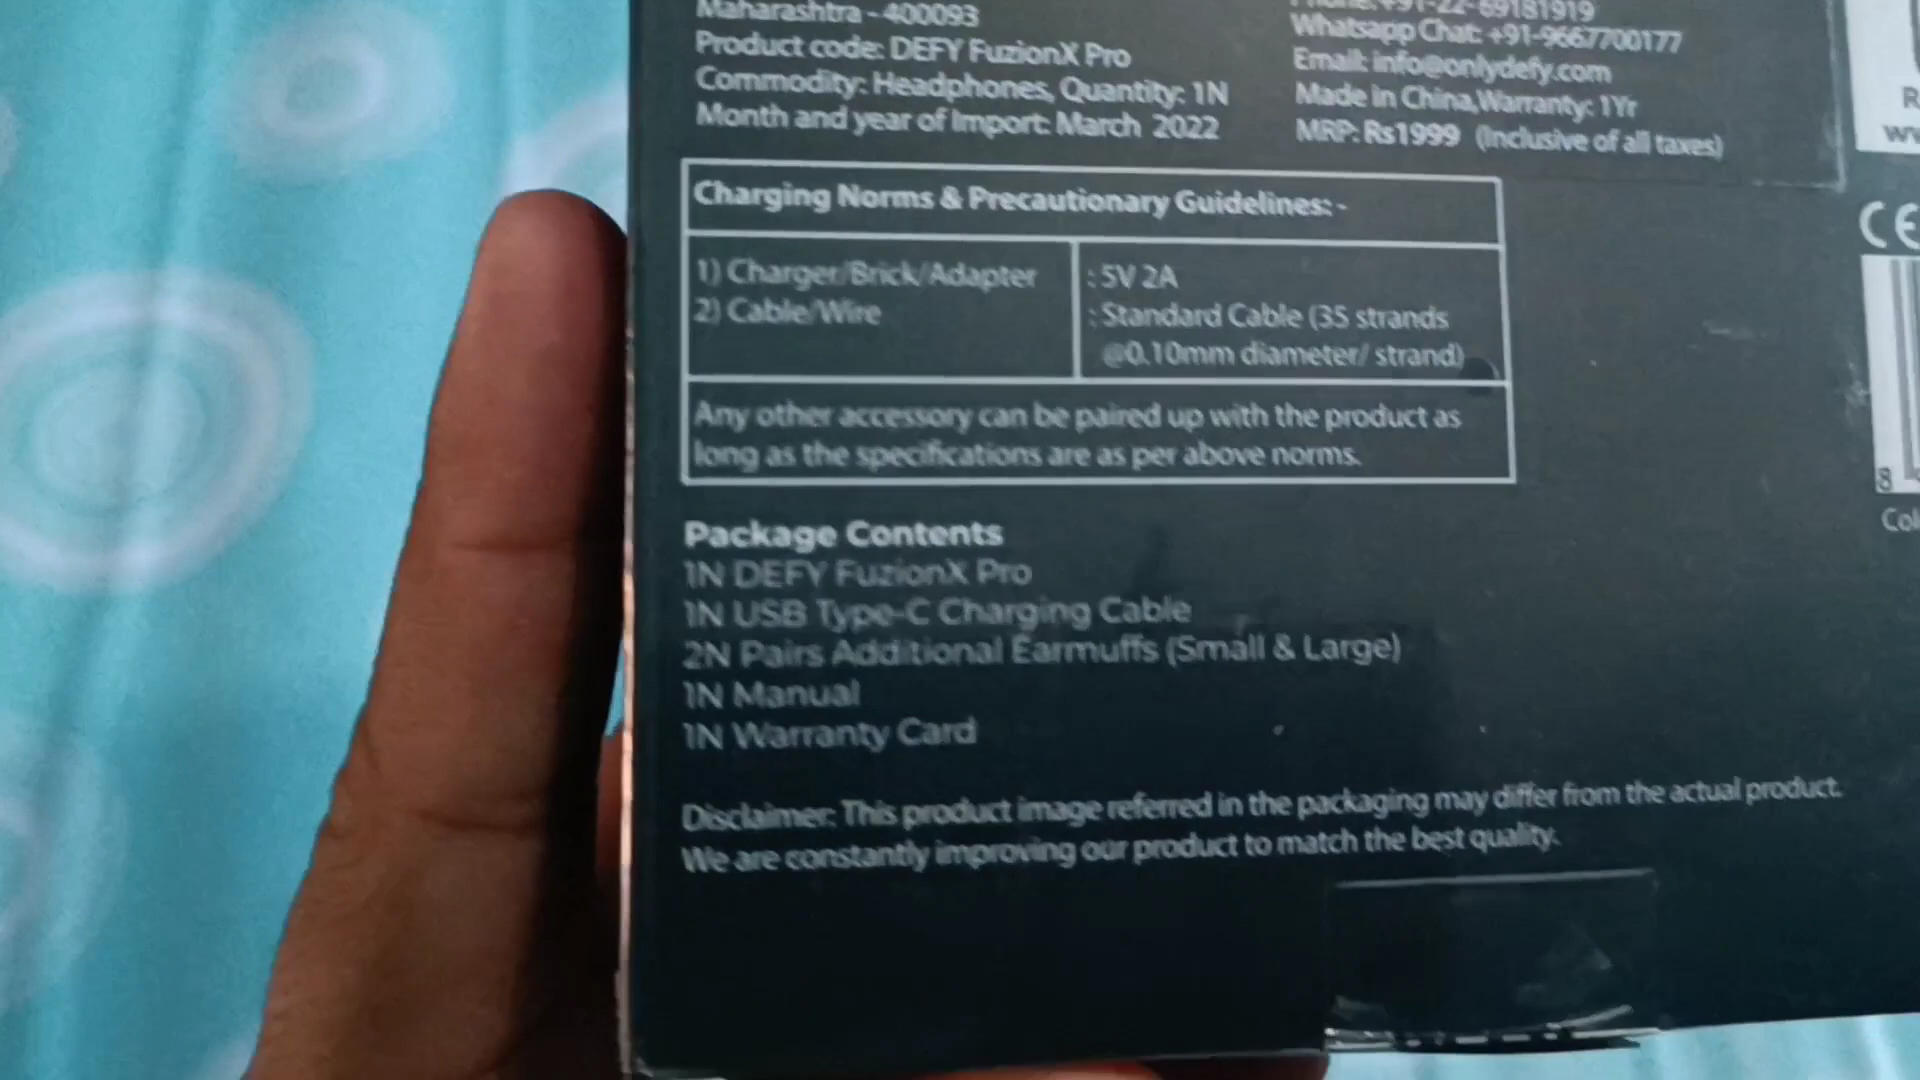 Maharashtra - 400093
Product code: DEFY FuzionX Pro
Commodity: Headphones, Quantity: 1N
Month and year of Import: March 2022
Phone: +91-22-69181919
Whatsapp Chat: +91-9667700177
Email: info@onlydefy.com
Made in China,Warranty: 1Yr
MRP: Rs1999 (Inclusive of all taxes)
Charging Norms & Precautionary Guidelines: -
1) Charger/Brick/Adapter : 5V 2A
2) Cable/Wire : Standard Cable (35 strands
@0.10mm diameter/ strand)
Any other accessory can be paired up with the product as
long as the specifications are as per above norms.
Package Contents
1N DEFY FuzionX Pro
1N USB Type-C Charging Cable
2N Pairs Additional Earmuffs (Small & Large)
1N Manual
1N Warranty Card
Disclaimer: This product image referred in the packaging may differ from the actual product.
We are constantly improving our product to match the best quality.
CE
8